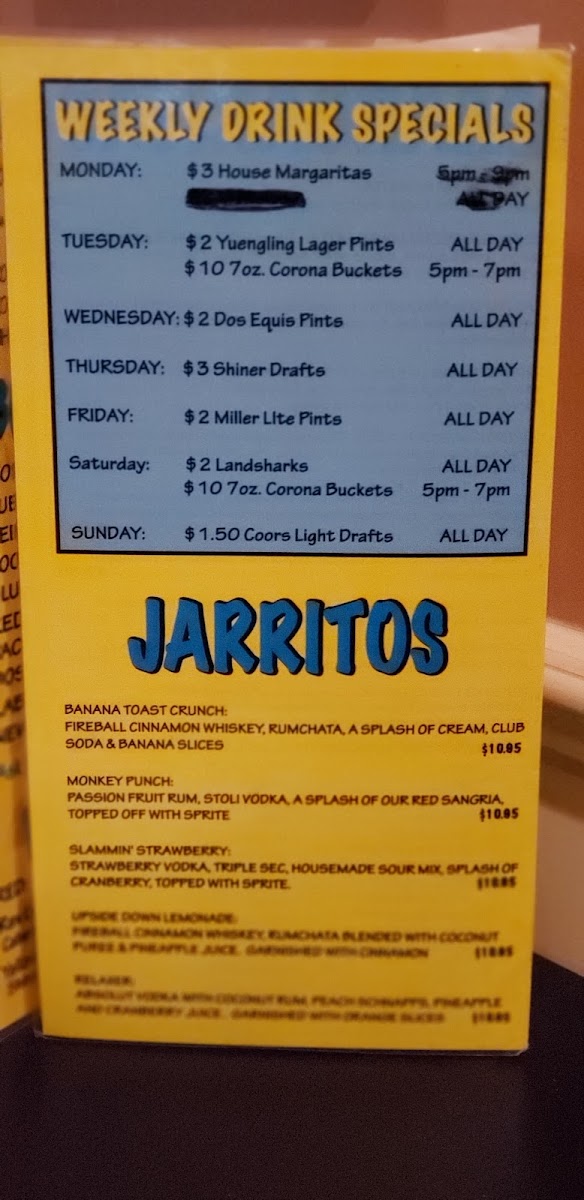 WEEKLY DRINK SPECIALS
MONDAY: $3 House Margaritas 5pm - 9pm
ALL DAY
TUESDAY: $2 Yuengling Lager Pints ALL DAY
$10 7oz. Corona Buckets 5pm - 7pm
WEDNESDAY: $2 Dos Equis Pints ALL DAY
THURSDAY: $3 Shiner Drafts ALL DAY
FRIDAY: $2 Miller LIte Pints ALL DAY
Saturday: $2 Landsharks ALL DAY
$10 7oz. Corona Buckets 5pm - 7pm
SUNDAY: $1.50 Coors Light Drafts ALL DAY
JARRITOS
BANANA TOAST CRUNCH:
FIREBALL CINNAMON WHISKEY, RUMCHATA, A SPLASH OF CREAM, CLUB
SODA & BANANA SLICES $10.95
MONKEY PUNCH:
PASSION FRUIT RUM, STOLI VODKA, A SPLASH OF OUR RED SANGRIA,
TOPPED OFF WITH SPRITE $10.95
SLAMMIN' STRAWBERRY:
STRAWBERRY VODKA, TRIPLE SEC, HOUSEMADE SOUR MIX, SPLASH OF
CRANBERRY, TOPPED WITH SPRITE. $10.95
UPSIDE DOWN LEMONADE:
FIREBALL CINNAMON WHISKEY, RUMCHATA BLENDED WITH COCONUT
PUREE & PINEAPPLE JUICE. GARNISHED WITH CINNAMON $10.95
RELAXER:
ABSOLUT VODKA WITH COCONUT RUM, PEACH SCHNAPPS, PINEAPPLE
AND CRANBERRY JUICE. GARNISHED WITH ORANGE SLICES $10.95